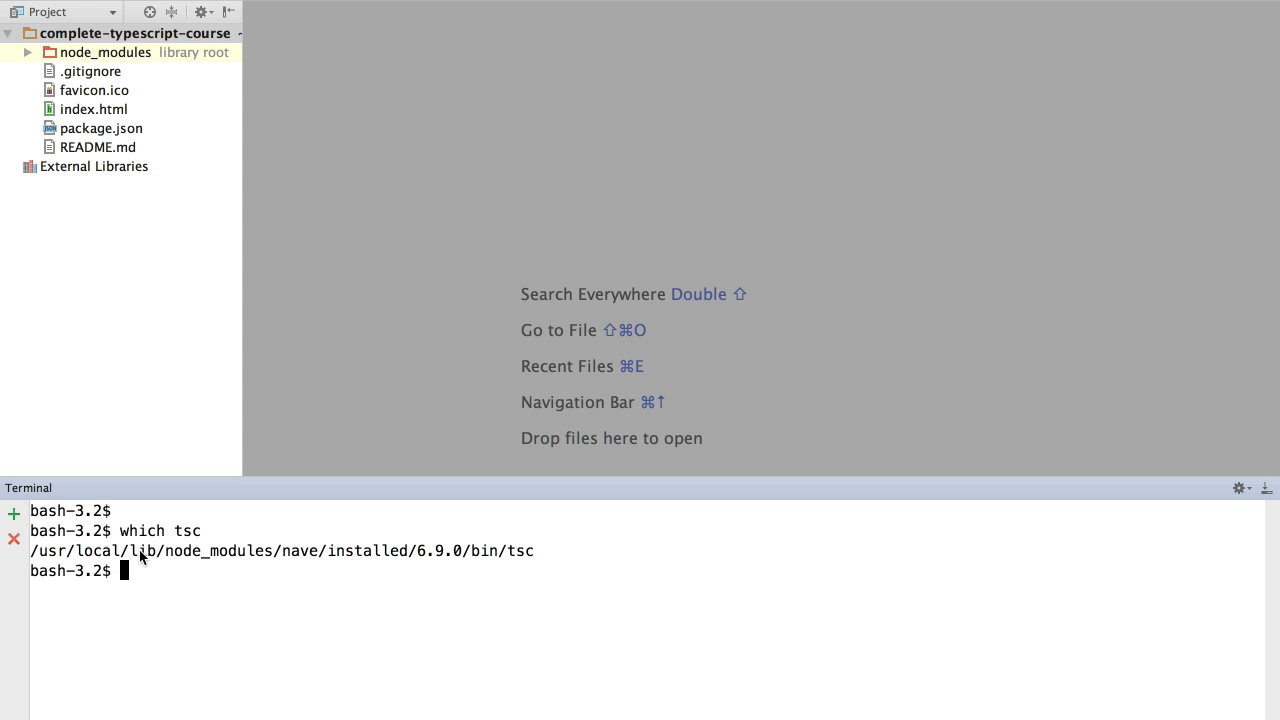 Project
complete-typescript-course ~
node_modules library root
.gitignore
favicon.ico
index.html
package.json
README.md
External Libraries
Search Everywhere Double ⇧
Go to File ⇧⌘O
Recent Files ⌘E
Navigation Bar ⌘↑
Drop files here to open
Terminal
bash-3.2$
bash-3.2$ which tsc
/usr/local/lib/node_modules/nave/installed/6.9.0/bin/tsc
bash-3.2$